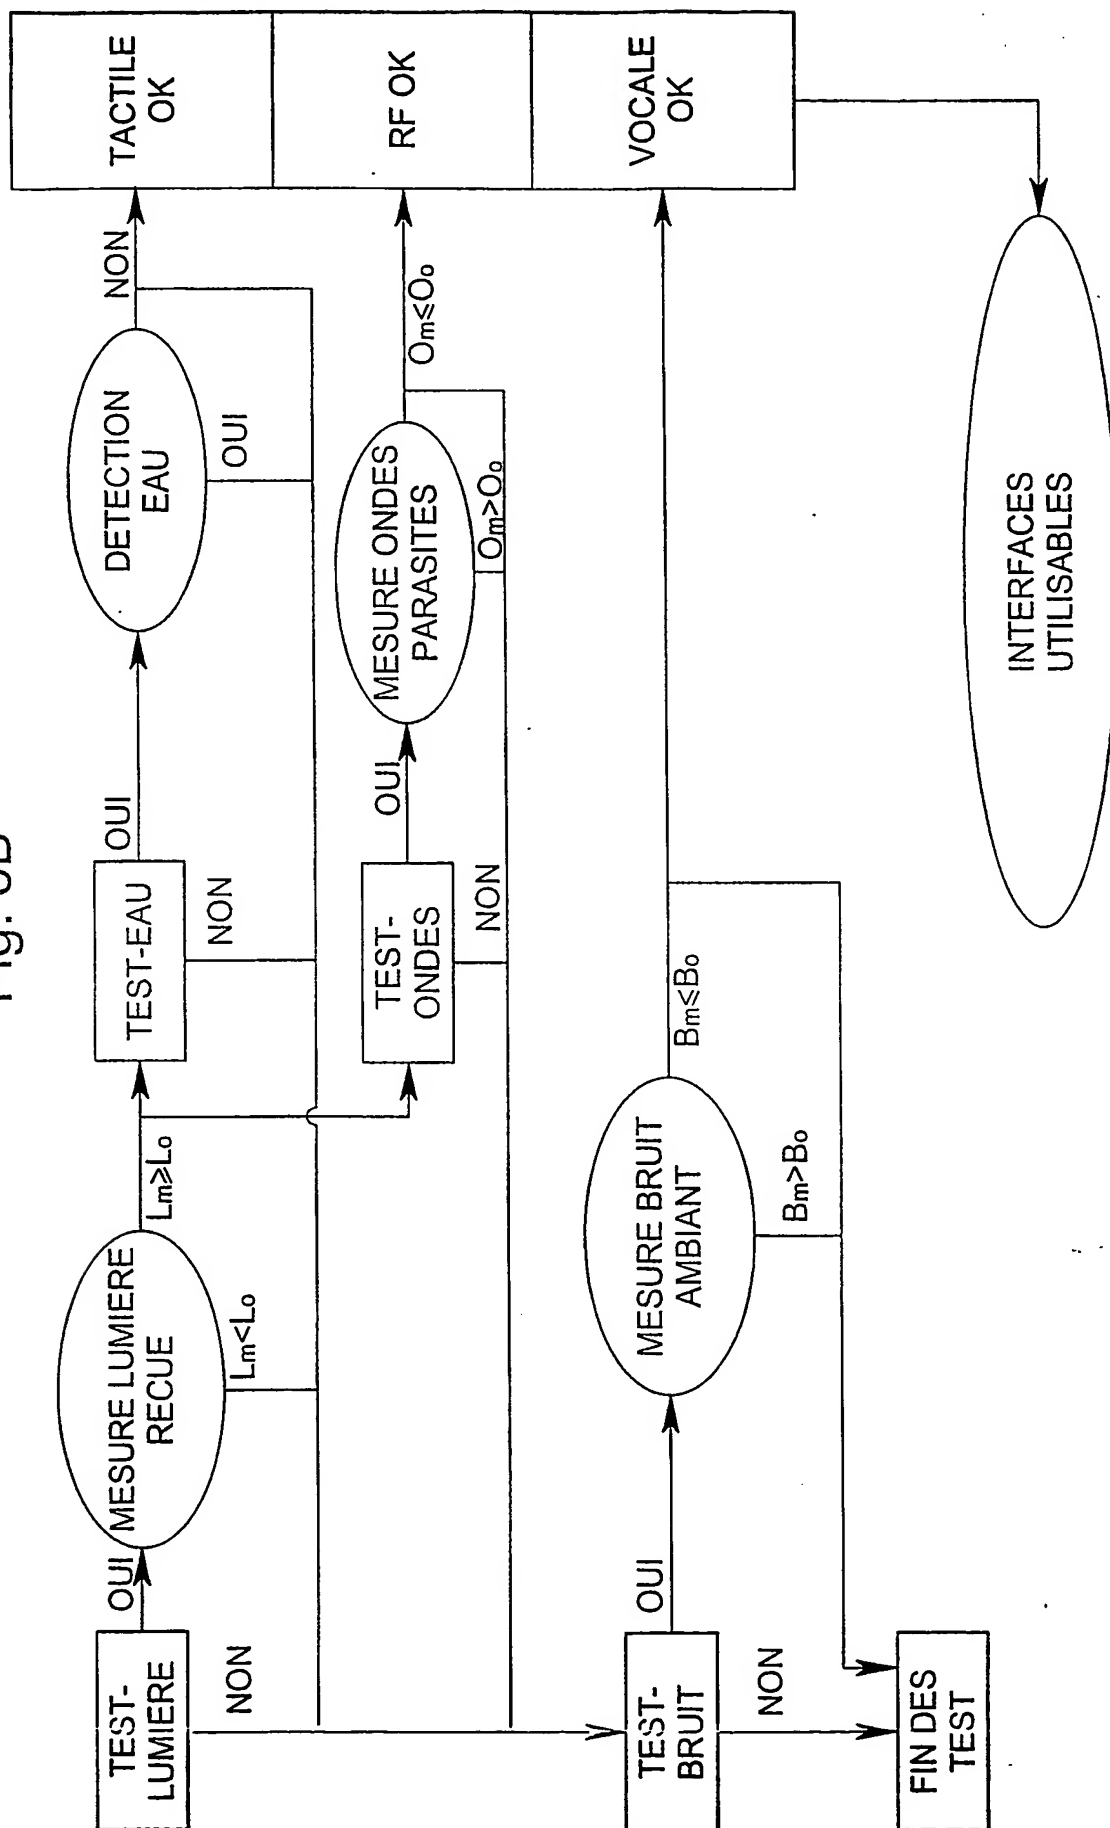 Fig. 3B
TEST-
LUMIERE
OUI
NON
MESURE LUMIERE
RECUE
Lm≥Lo
Lm<Lo
TEST-EAU
OUI
NON
DETECTION
EAU
NON
OUI
TACTILE
OK
TEST-
ONDES
OUI
NON
MESURE ONDES
PARASITES
Om≤Oo
Om>Oo
RF OK
TEST-
BRUIT
OUI
NON
MESURE BRUIT
AMBIANT
Bm≤Bo
Bm>Bo
VOCALE
OK
FIN DES
TEST
INTERFACES
UTILISABLES